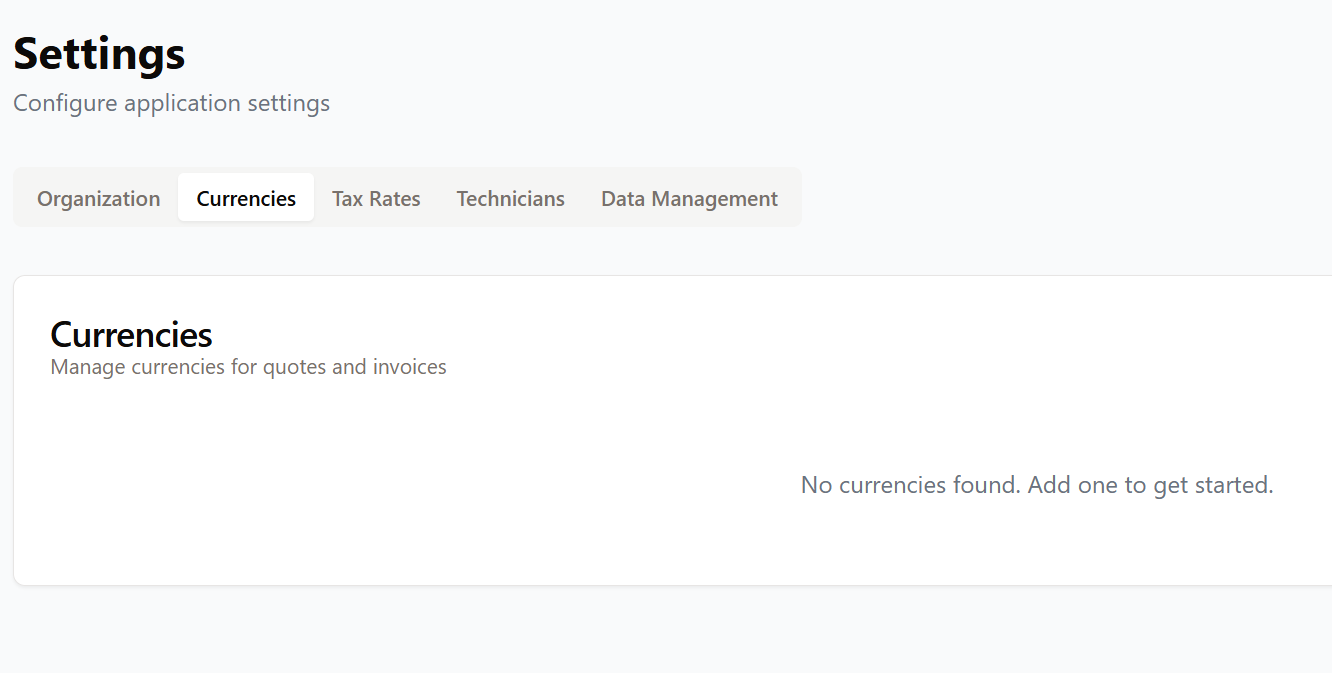 Settings
Configure application settings
Organization Currencies Tax Rates Technicians Data Management
Currencies
Manage currencies for quotes and invoices
No currencies found. Add one to get started.